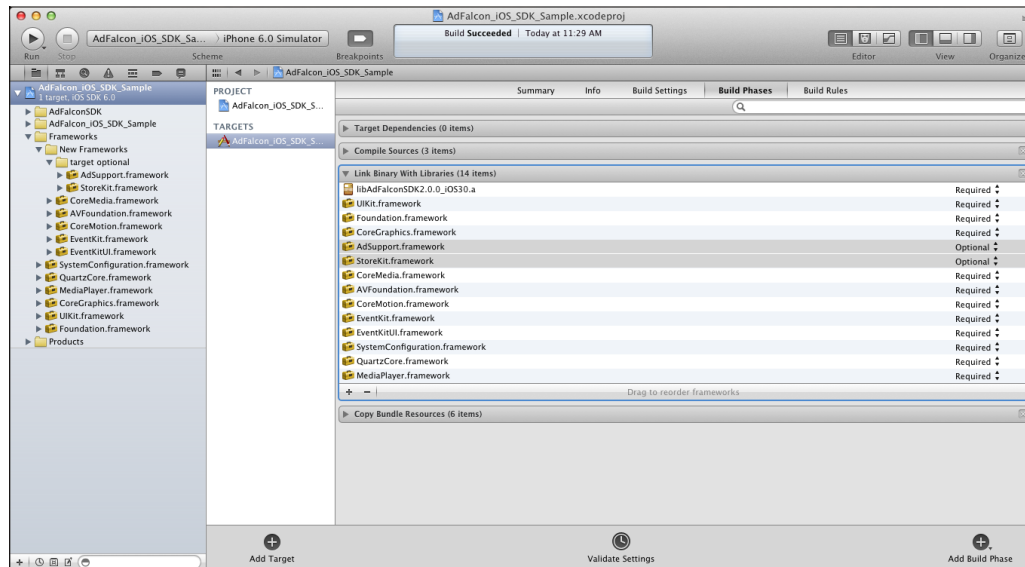 AdFalcon_iOS_SDK_Sample.xcodeproj
AdFalcon_iOS_SDK_Sa... iPhone 6.0 Simulator
Build Succeeded | Today at 11:29 AM
Run Stop Scheme Breakpoints Editor View Organize
AdFalcon_iOS_SDK_Sample
AdFalcon_iOS_SDK_Sample
1 target, iOS SDK 6.0
AdFalconSDK
AdFalcon_iOS_SDK_Sample
Frameworks
New Frameworks
target optional
AdSupport.framework
StoreKit.framework
CoreMedia.framework
AVFoundation.framework
CoreMotion.framework
EventKit.framework
EventKitUI.framework
SystemConfiguration.framework
QuartzCore.framework
MediaPlayer.framework
CoreGraphics.framework
UIKit.framework
Foundation.framework
Products
PROJECT
AdFalcon_iOS_SDK_S...
TARGETS
AdFalcon_iOS_SDK_S...
Summary Info Build Settings Build Phases Build Rules
Target Dependencies (0 items)
Compile Sources (3 items)
Link Binary With Libraries (14 items)
libAdFalconSDK2.0.0_iOS30.a Required
UIKit.framework Required
Foundation.framework Required
CoreGraphics.framework Required
AdSupport.framework Optional
StoreKit.framework Optional
CoreMedia.framework Required
AVFoundation.framework Required
CoreMotion.framework Required
EventKit.framework Required
EventKitUI.framework Required
SystemConfiguration.framework Required
QuartzCore.framework Required
MediaPlayer.framework Required
+ − Drag to reorder frameworks
Copy Bundle Resources (6 items)
Add Target Validate Settings Add Build Phase